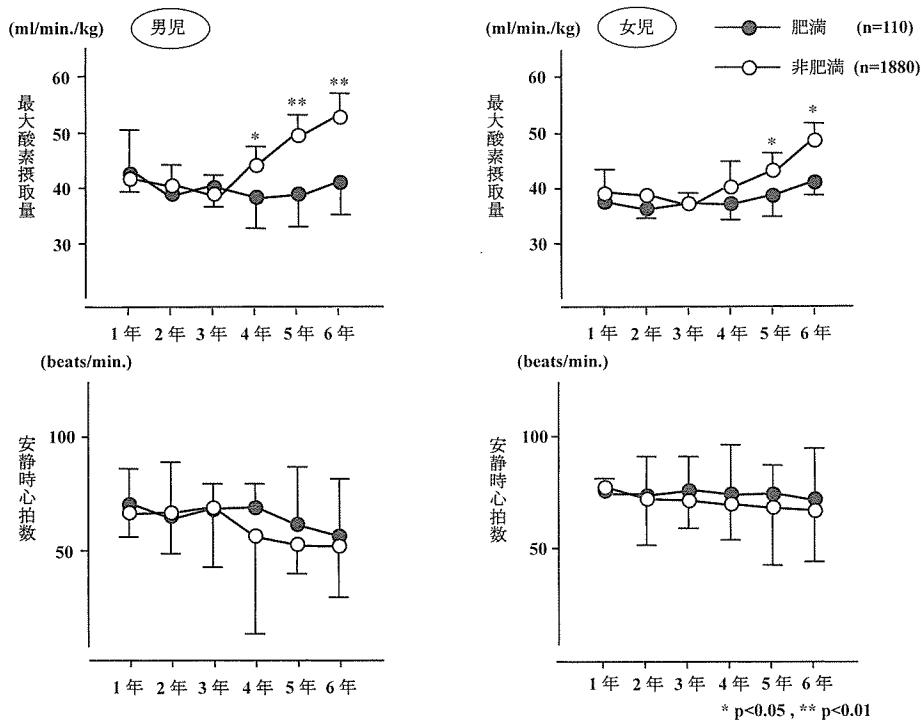 (ml/min./kg) 男児
最大酸素摂取量
60
50
40
30
* ** **
1年 2年 3年 4年 5年 6年
(ml/min./kg) 女児
肥満 (n=110)
非肥満 (n=1880)
最大酸素摂取量
60
50
40
30
* *
1年 2年 3年 4年 5年 6年
(beats/min.)
安静時心拍数
100
50
1年 2年 3年 4年 5年 6年
(beats/min.)
安静時心拍数
100
50
1年 2年 3年 4年 5年 6年
* p<0.05 , ** p<0.01